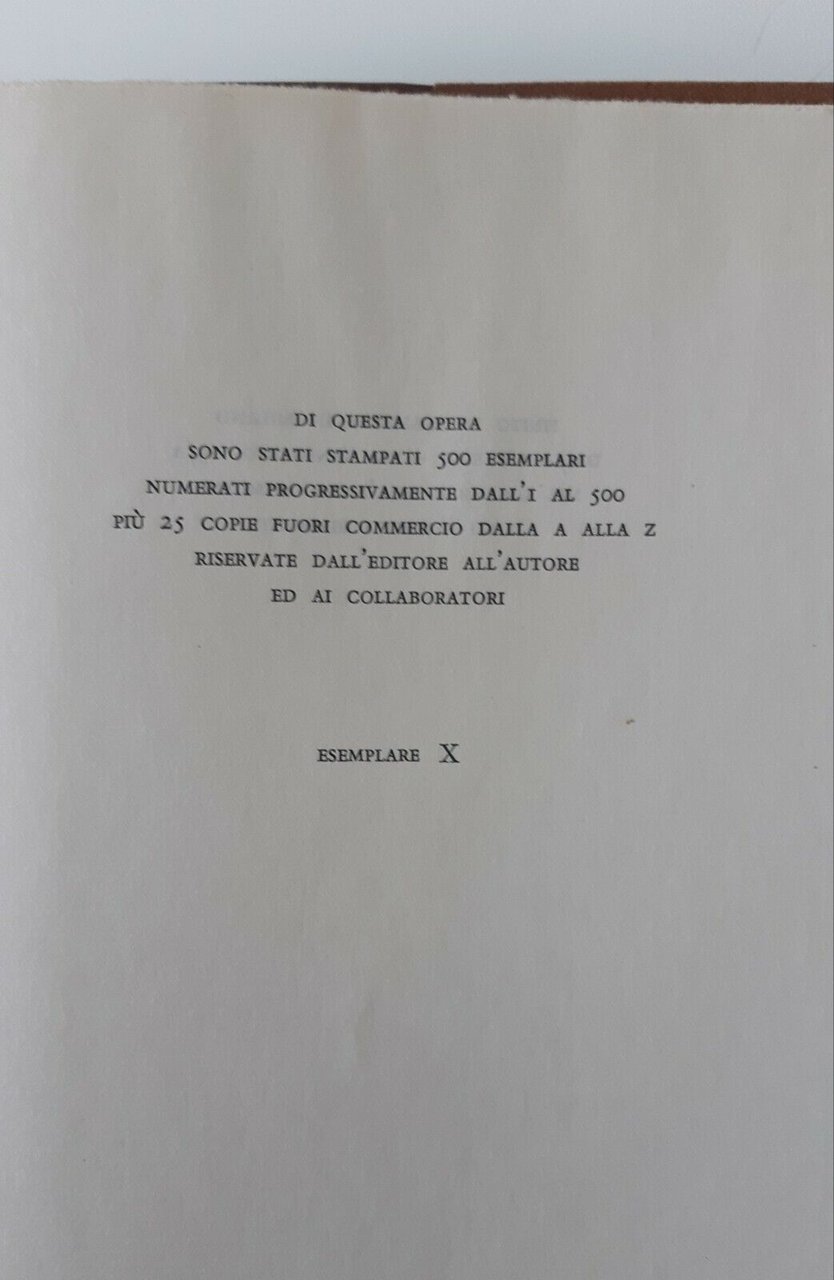 DI QUESTA OPERA
SONO STATI STAMPATI 500 ESEMPLARI
NUMERATI PROGRESSIVAMENTE DALL'1 AL 500
PIÙ 25 COPIE FUORI COMMERCIO DALLA A ALLA Z
RISERVATE DALL'EDITORE ALL'AUTORE
ED AI COLLABORATORI
ESEMPLARE X